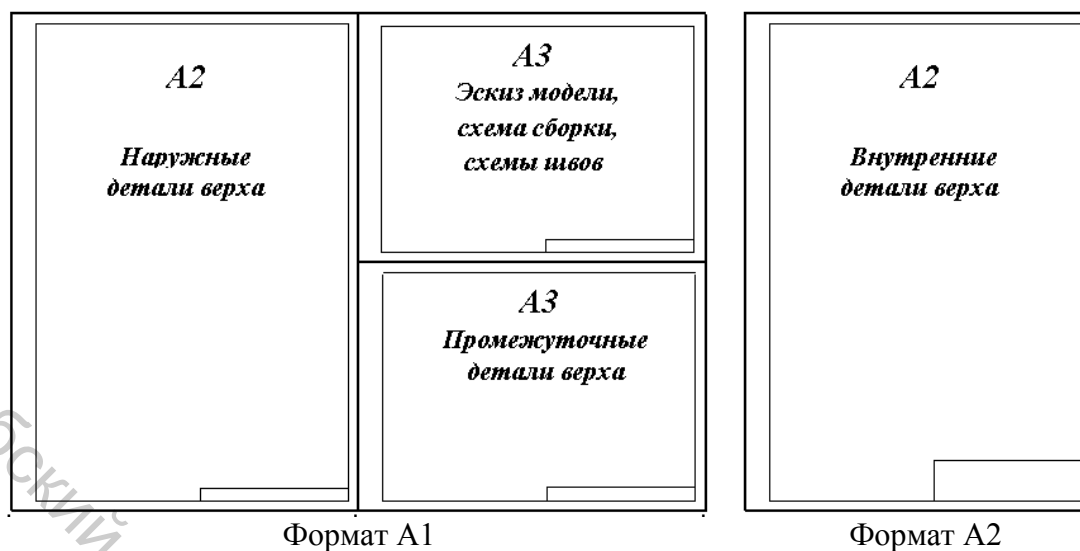 А2
Наружные
детали верха
А3
Эскиз модели,
схема сборки,
схемы швов
А3
Промежуточные
детали верха
Формат А1
А2
Внутренние
детали верха
Формат А2